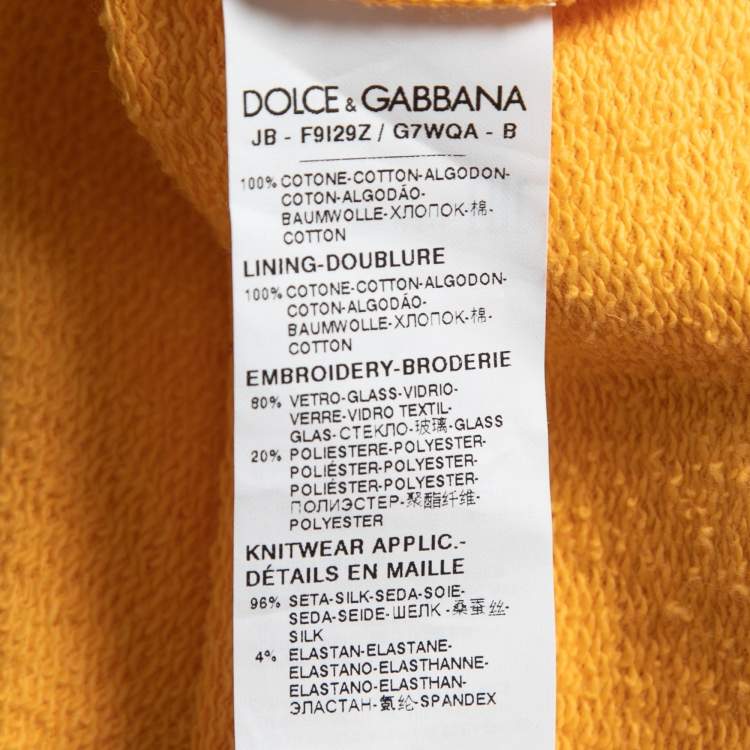 DOLCE & GABBANA
JB - F9I29Z / G7WQA - B
100% COTONE-COTTON-ALGODON-
COTON-ALGODÃO-
BAUMWOLLE-ХЛОПОК-棉-
COTTON
LINING-DOUBLURE
100% COTONE-COTTON-ALGODON-
COTON-ALGODÃO-
BAUMWOLLE-ХЛОПОК-棉-
COTTON
EMBROIDERY-BRODERIE
80% VETRO-GLASS-VIDRIO-
VERRE-VIDRO TEXTIL-
GLAS-СТЕКЛО-玻璃-GLASS
20% POLIESTERE-POLYESTER-
POLIÉSTER-POLYESTER-
POLIÉSTER-POLYESTER-
ПОЛИЭСТЕР-聚酯纤维-
POLYESTER
KNITWEAR APPLIC.-
DÉTAILS EN MAILLE
96% SETA-SILK-SEDA-SOIE-
SEDA-SEIDE-ШЕЛК -桑蚕丝-
SILK
4% ELASTAN-ELASTANE-
ELASTANO-ELASTHANNE-
ELASTANO-ELASTHAN-
ЭЛАСТАН-氨纶-SPANDEX